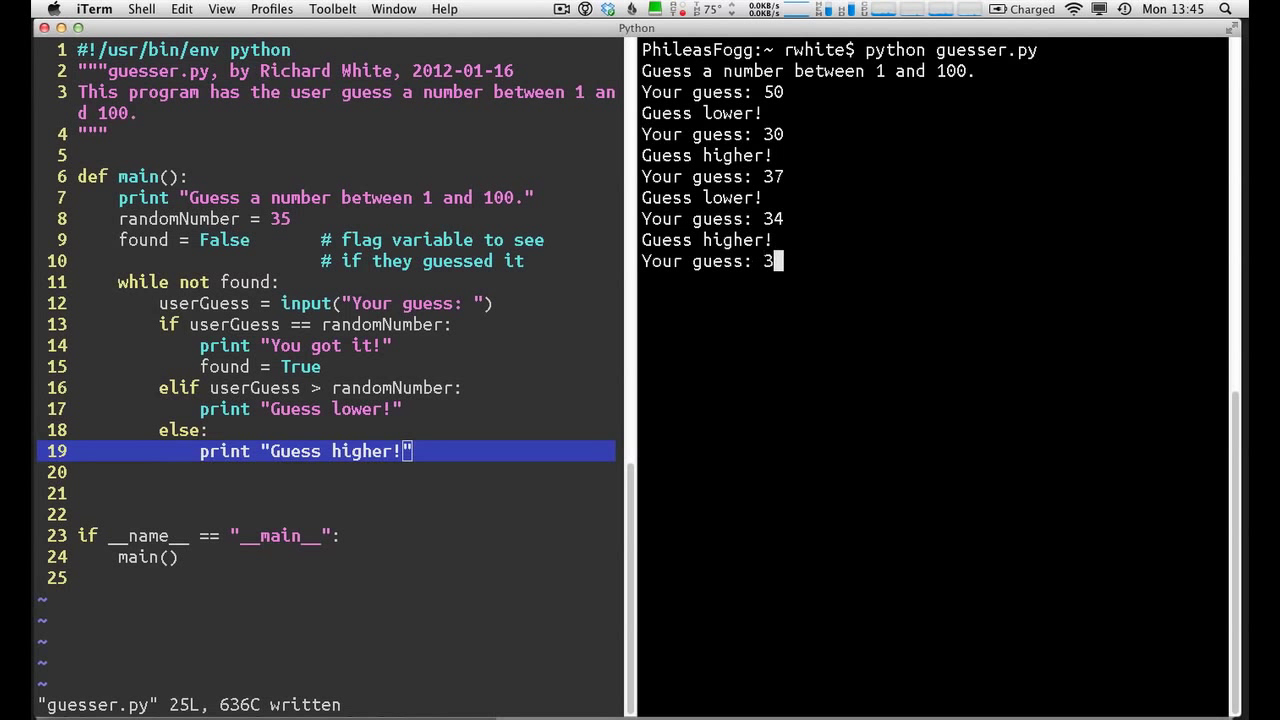 iTerm Shell Edit View Profiles Toolbelt Window Help 75° 0.0KB/s 0.0KB/s Charged Mon 13:45
Python
1 #!/usr/bin/env python
2 """guesser.py, by Richard White, 2012-01-16
3 This program has the user guess a number between 1 an
d 100.
4 """
5
6 def main():
7 print "Guess a number between 1 and 100."
8 randomNumber = 35
9 found = False # flag variable to see
10 # if they guessed it
11 while not found:
12 userGuess = input("Your guess: ")
13 if userGuess == randomNumber:
14 print "You got it!"
15 found = True
16 elif userGuess > randomNumber:
17 print "Guess lower!"
18 else:
19 print "Guess higher!"
20
21
22
23 if __name__ == "__main__":
24 main()
25
~
~
~
~
~
"guesser.py" 25L, 636C written
PhileasFogg:~ rwhite$ python guesser.py
Guess a number between 1 and 100.
Your guess: 50
Guess lower!
Your guess: 30
Guess higher!
Your guess: 37
Guess lower!
Your guess: 34
Guess higher!
Your guess: 3